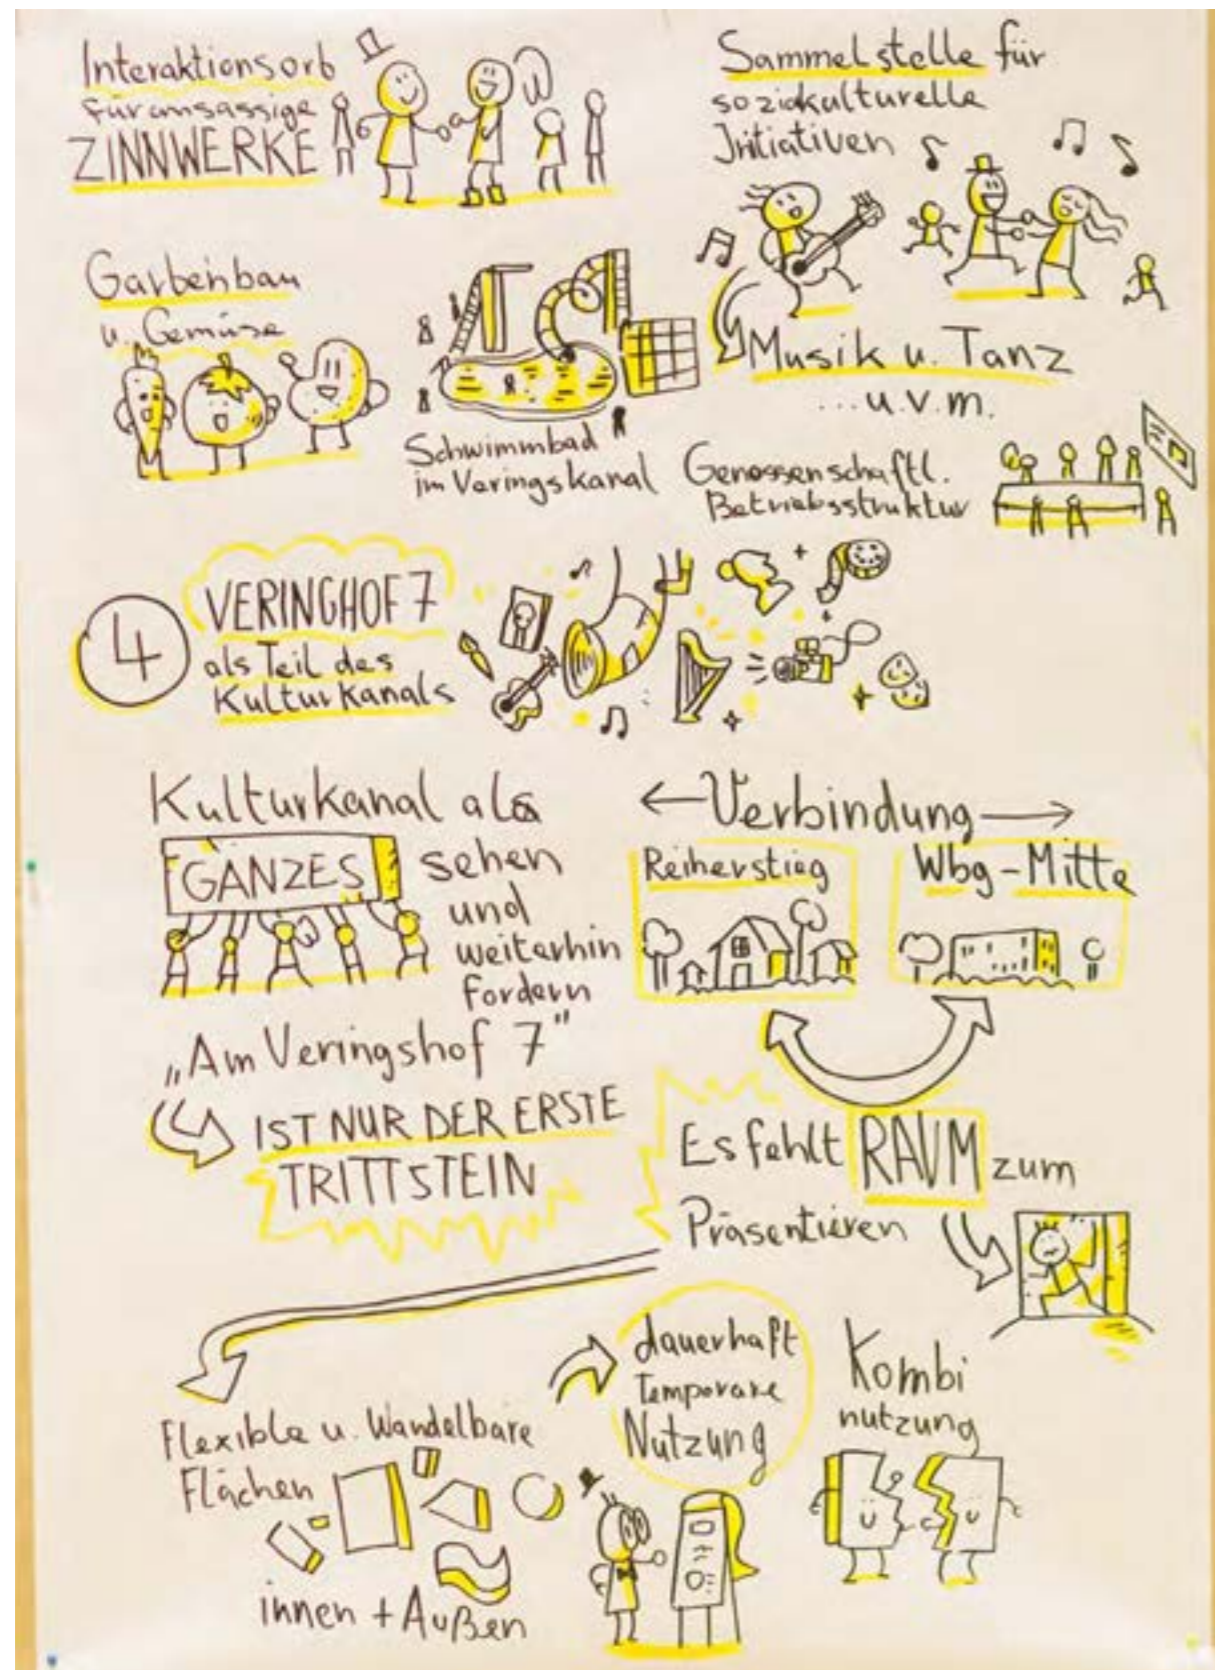 Interaktionsorb
für ansässige
ZINNWERKE
Sammelstelle für
soziokulturelle
Initiativen
Gartenbau
u. Gemüse
Musik u. Tanz
...u.v.m.
Schwimmbad
im Veringskanal
Genossenschaftl.
Betriebsstruktur
4
VERINGHOF 7
als Teil des
Kulturkanals
Kulturkanal als
GANZES sehen
und
weiterhin
fordern
← Verbindung →
Reiherstieg
Wbg-Mitte
„Am Veringshof 7"
IST NUR DER ERSTE
TRITTSTEIN
Es fehlt RAUM zum
Präsentieren
Flexible u. Wandelbare
Flächen
innen + Außen
dauerhaft
Temporäre
Nutzung
Kombi
nutzung